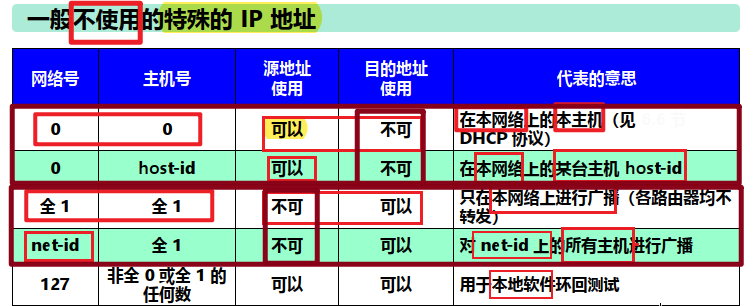 一般不使用的特殊的 IP 地址
网络号 主机号 源地址使用 目的地址使用 代表的意思
0 0 可以 不可 在本网络上的本主机（见
DHCP 协议）
0 host-id 可以 不可 在本网络上的某台主机 host-id
全 1 全 1 不可 可以 只在本网络上进行广播（各路由器均不
转发）
net-id 全 1 不可 可以 对 net-id 上的所有主机进行广播
127 非全 0 或全 1 的任何数 可以 可以 用于本地软件环回测试